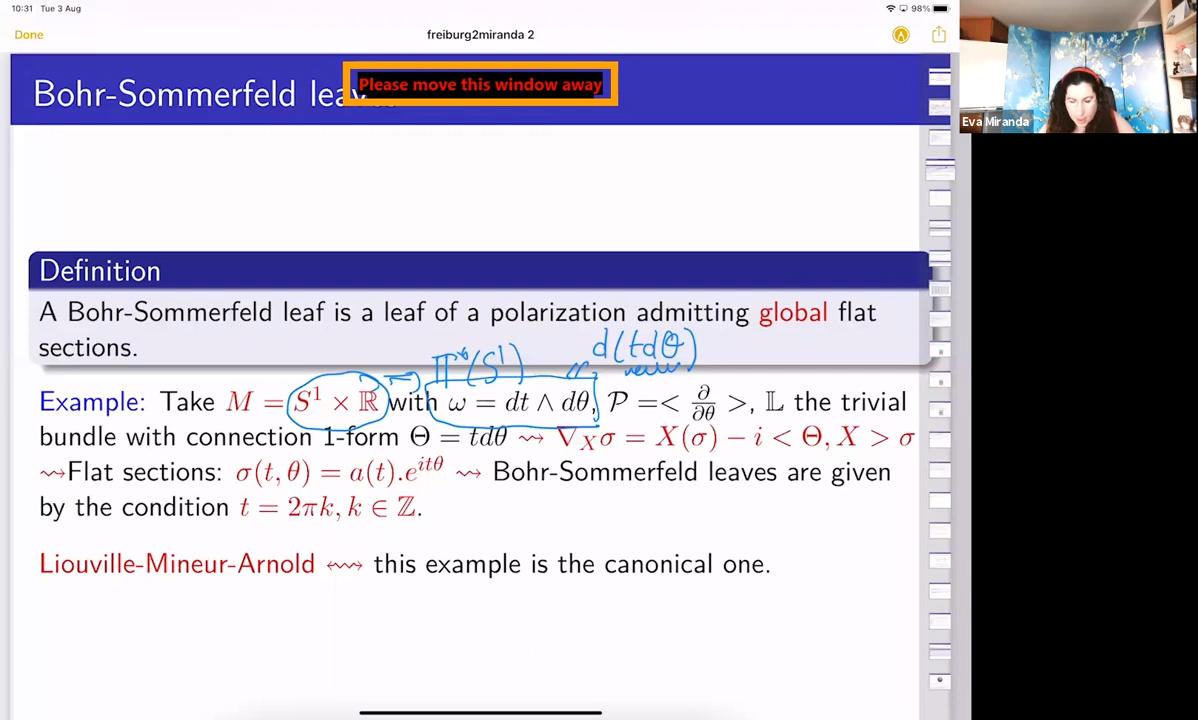 10:31 Tue 3 Aug
98%
Done
freiburg2miranda 2
Bohr-Sommerfeld
Please move this window away
Eva Miranda
Definition
A Bohr-Sommerfeld leaf is a leaf of a polarization admitting global flat
sections.
T*(S¹) d(tdθ)
Example: Take M = S¹ × ℝ with ω = dt ∧ dθ, P =< ∂/∂θ >, 𝕃 the trivial
bundle with connection 1-form Θ = tdθ ⇝ ∇_Xσ = X(σ) − i < Θ, X > σ
⇝Flat sections: σ(t, θ) = a(t).e^{itθ} ⇝ Bohr-Sommerfeld leaves are given
by the condition t = 2πk, k ∈ ℤ.
Liouville-Mineur-Arnold ↭ this example is the canonical one.